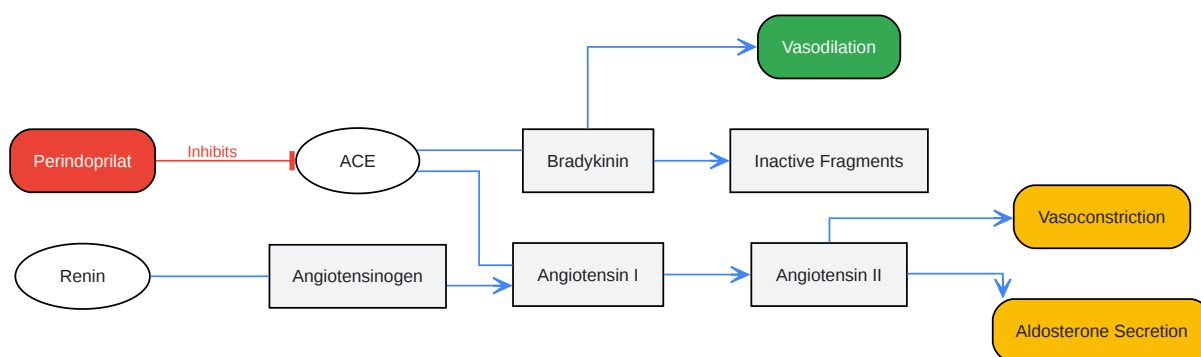 Vasodilation
Perindoprilat
Inhibits
ACE
Bradykinin
Inactive Fragments
Vasoconstriction
Renin
Angiotensinogen
Angiotensin I
Angiotensin II
Aldosterone Secretion